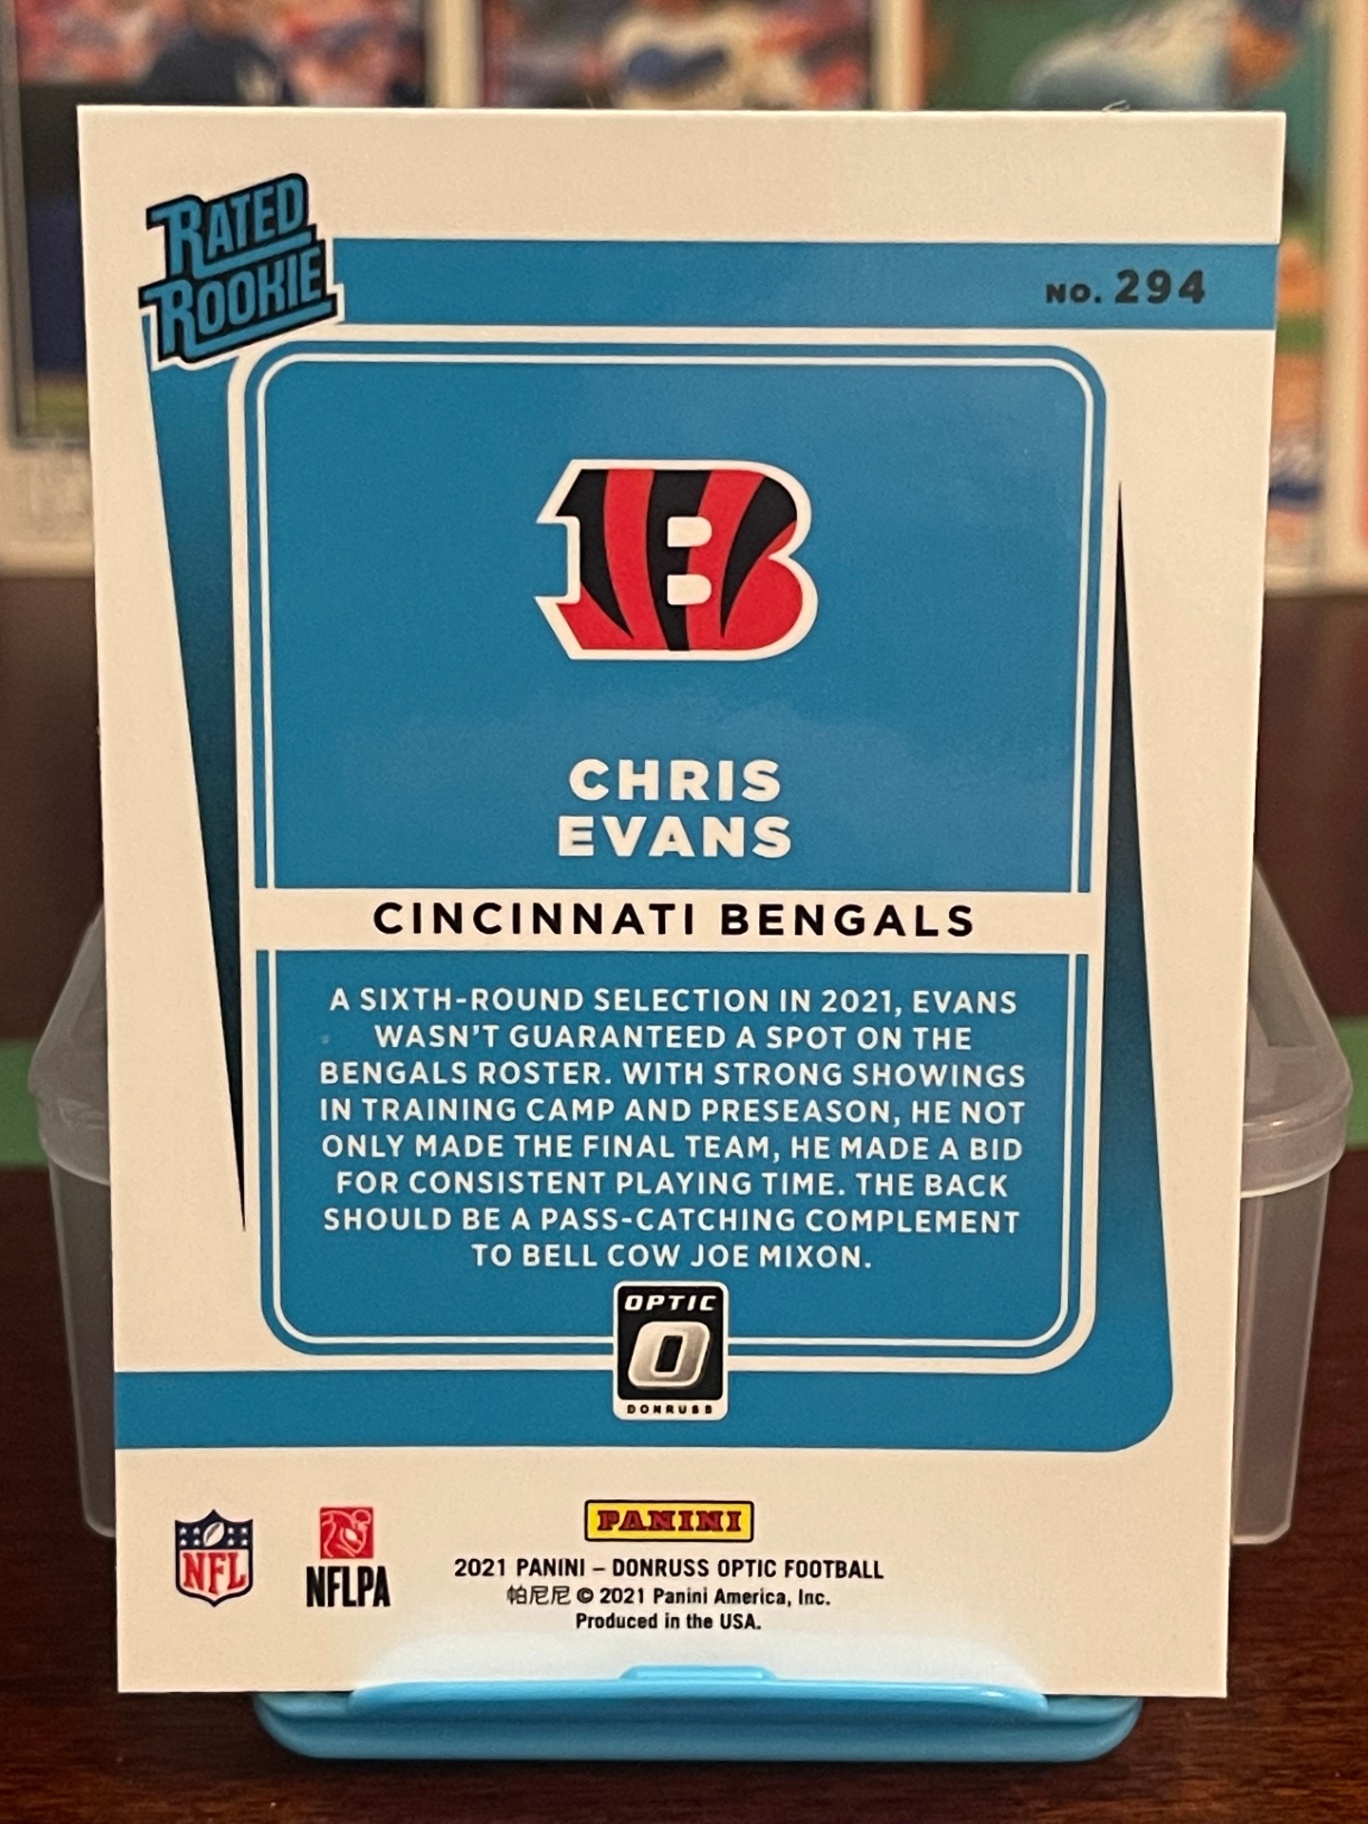 RATED
ROOKIE
NO. 294
CHRIS
EVANS
CINCINNATI BENGALS
A SIXTH-ROUND SELECTION IN 2021, EVANS
WASN'T GUARANTEED A SPOT ON THE
BENGALS ROSTER. WITH STRONG SHOWINGS
IN TRAINING CAMP AND PRESEASON, HE NOT
ONLY MADE THE FINAL TEAM, HE MADE A BID
FOR CONSISTENT PLAYING TIME. THE BACK
SHOULD BE A PASS-CATCHING COMPLEMENT
TO BELL COW JOE MIXON.
OPTIC
O
DONRUSS
NFL
NFLPA
PANINI
2021 PANINI – DONRUSS OPTIC FOOTBALL
帕尼尼 © 2021 Panini America, Inc.
Produced in the USA.